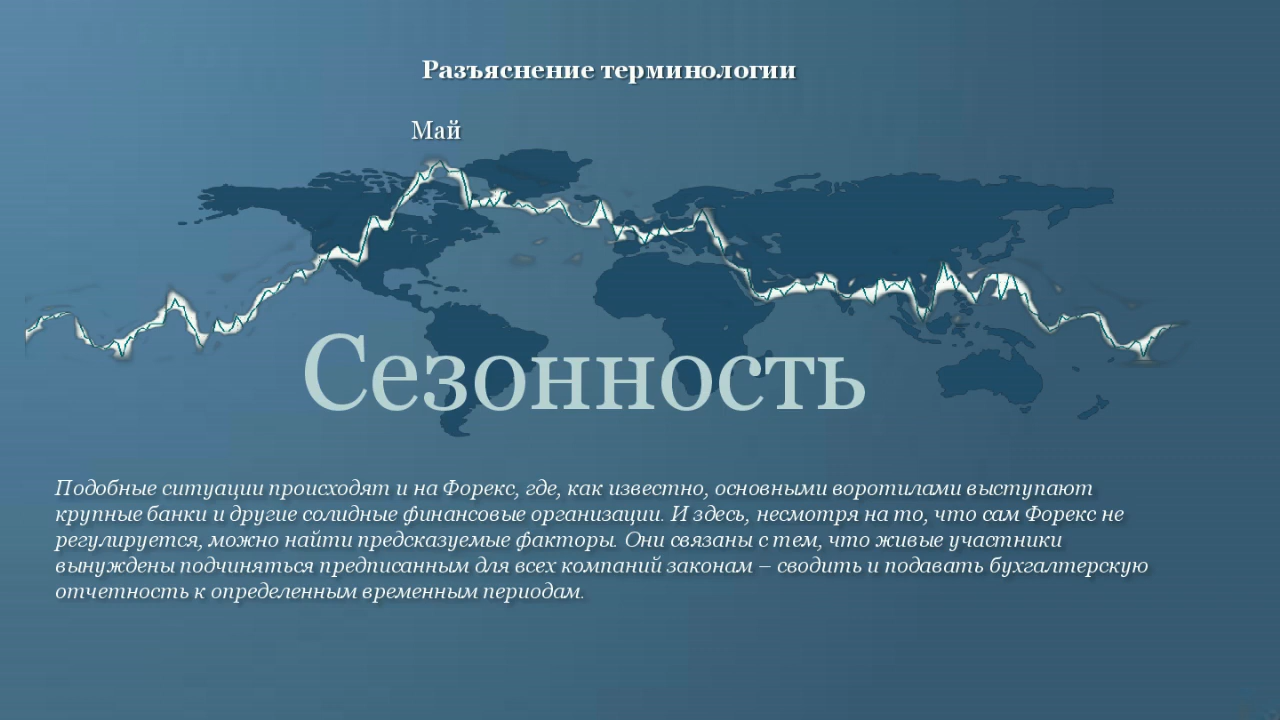 Разъяснение терминологии
Май
Сезонность
Подобные ситуации происходят и на Форекс, где, как известно, основными воротилами выступают
крупные банки и другие солидные финансовые организации. И здесь, несмотря на то, что сам Форекс не
регулируется, можно найти предсказуемые факторы. Они связаны с тем, что живые участники
вынуждены подчиняться предписанным для всех компаний законам – сводить и подавать бухгалтерскую
отчетность к определенным временным периодам.